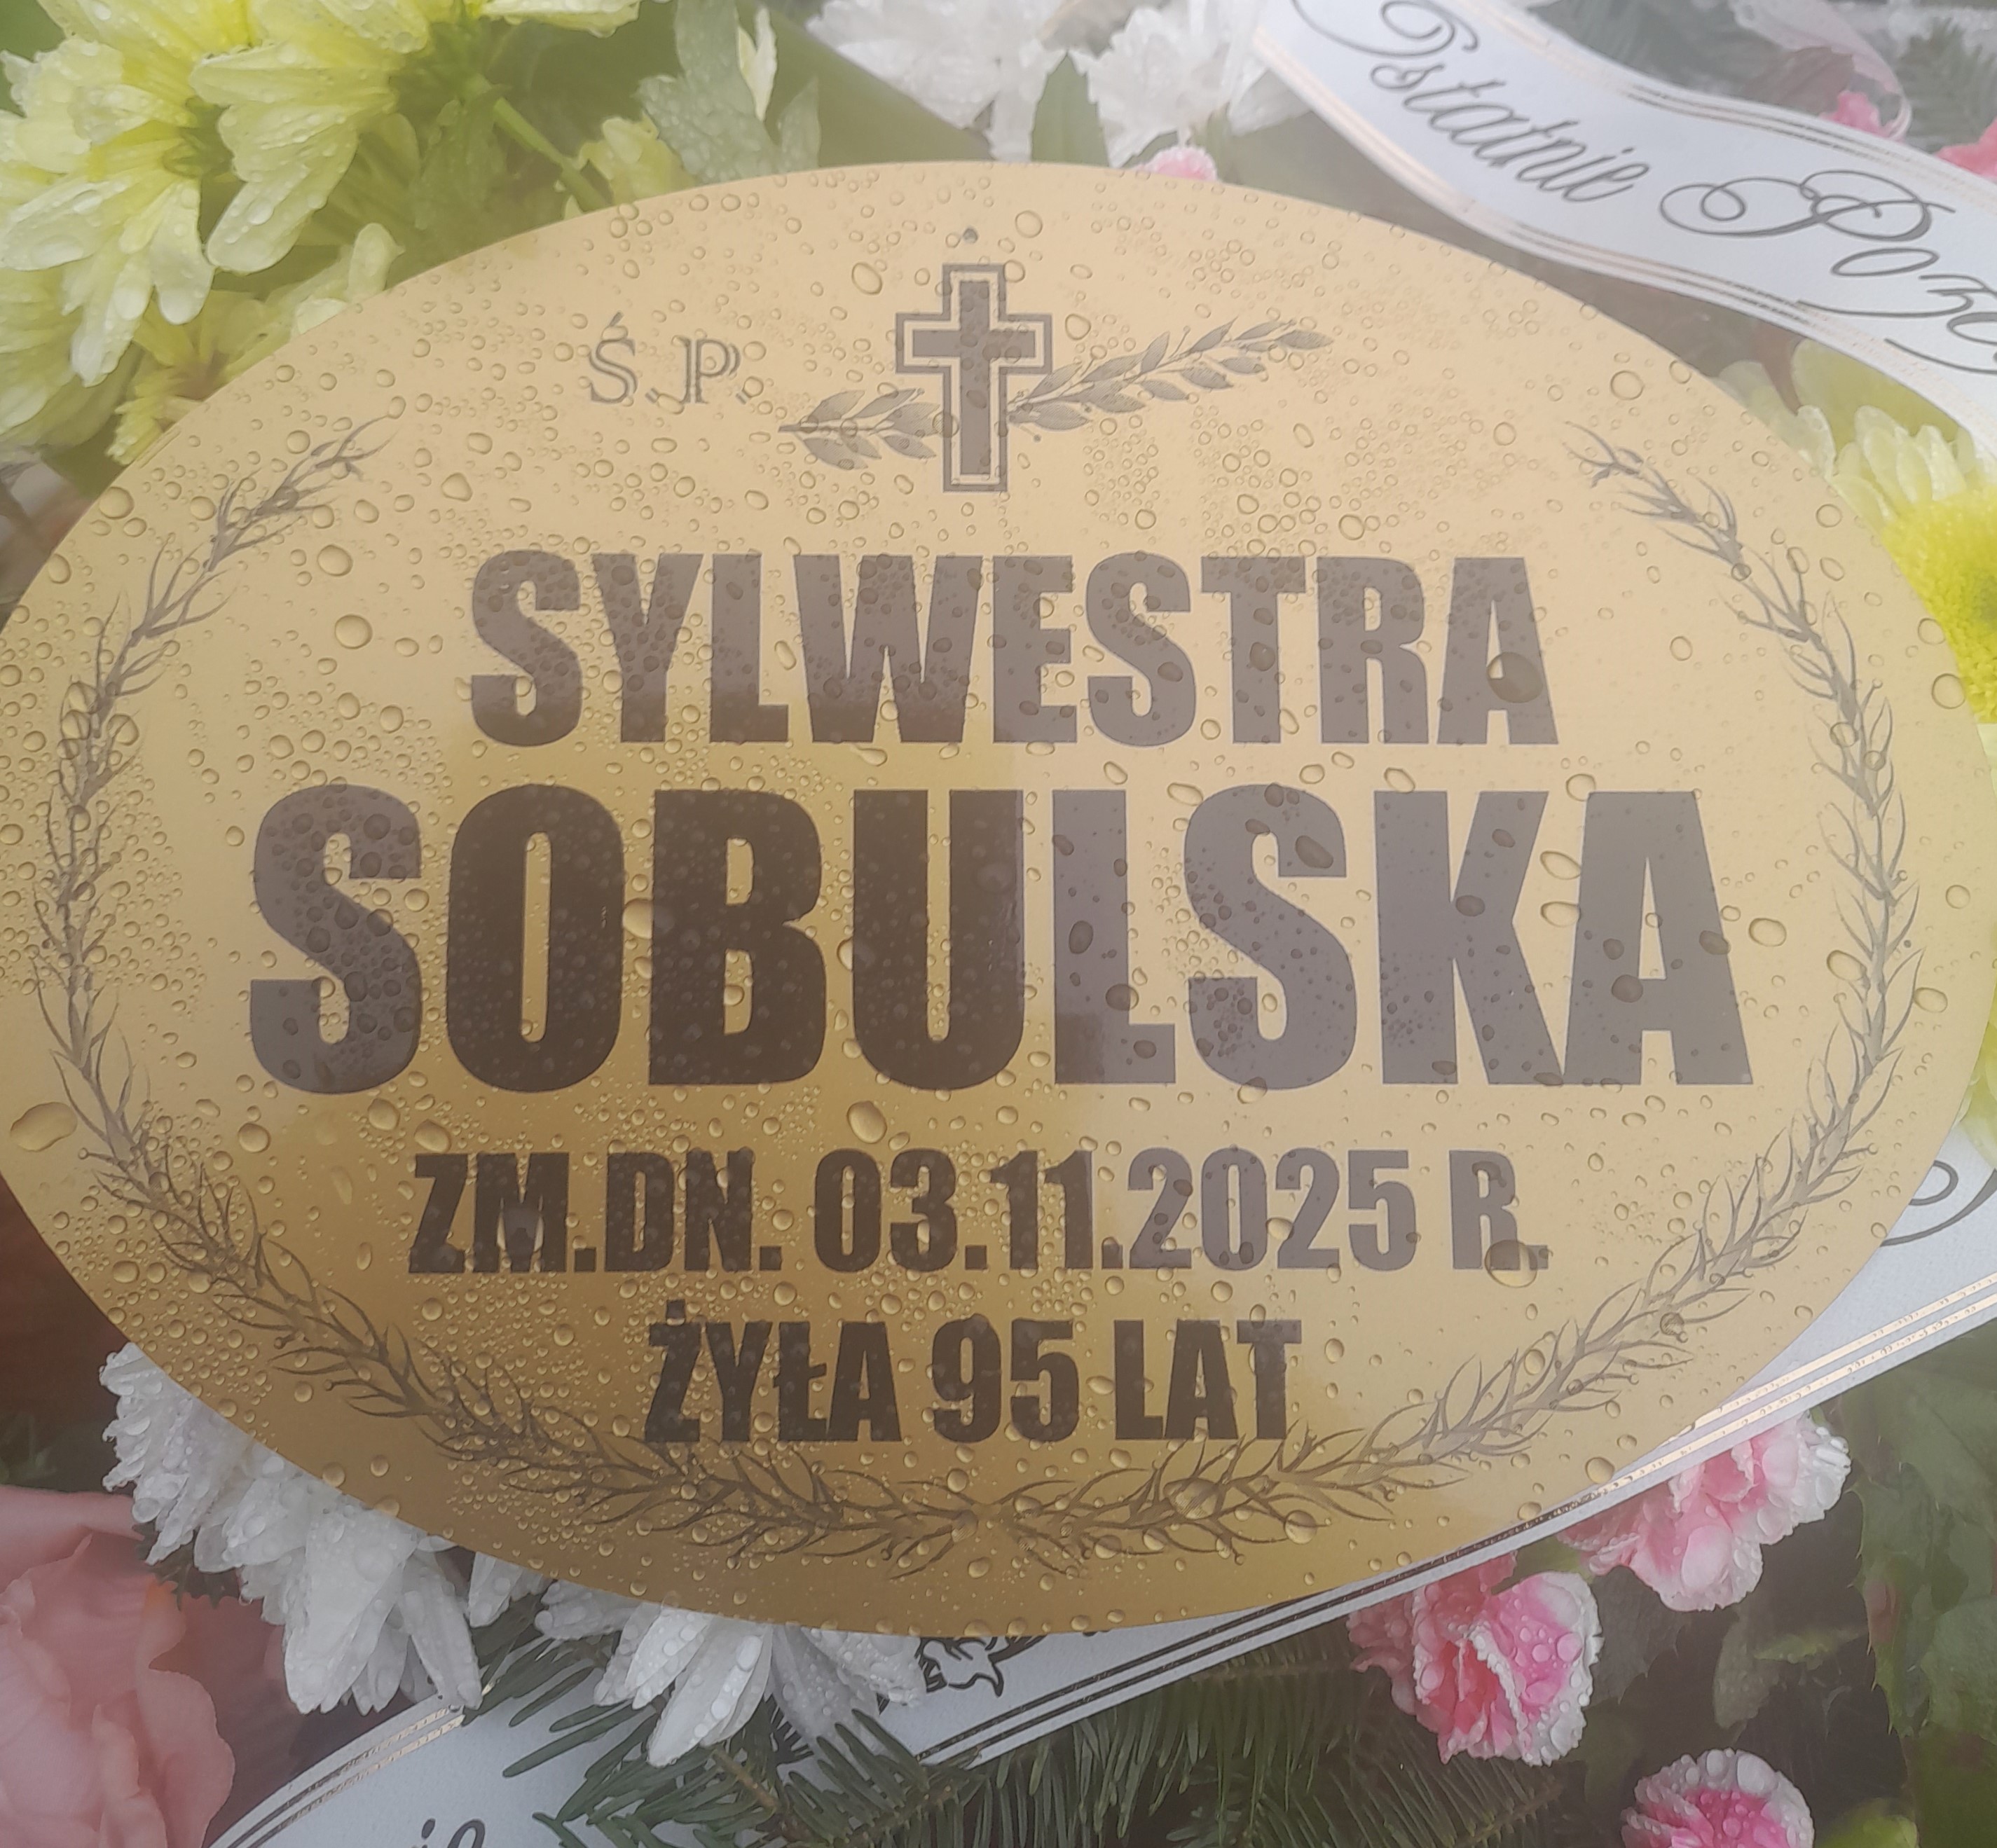 Ostatnie
Ś.P.
SYLWESTRA
SOBULSKA
ZM.DN. 03.11.2025 R.
ŻYŁA 95 LAT